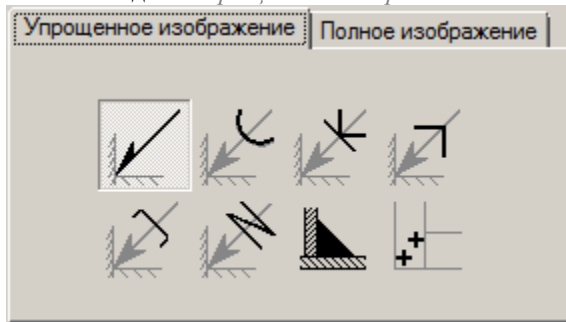 Упрощенное изображение
Полное изображение